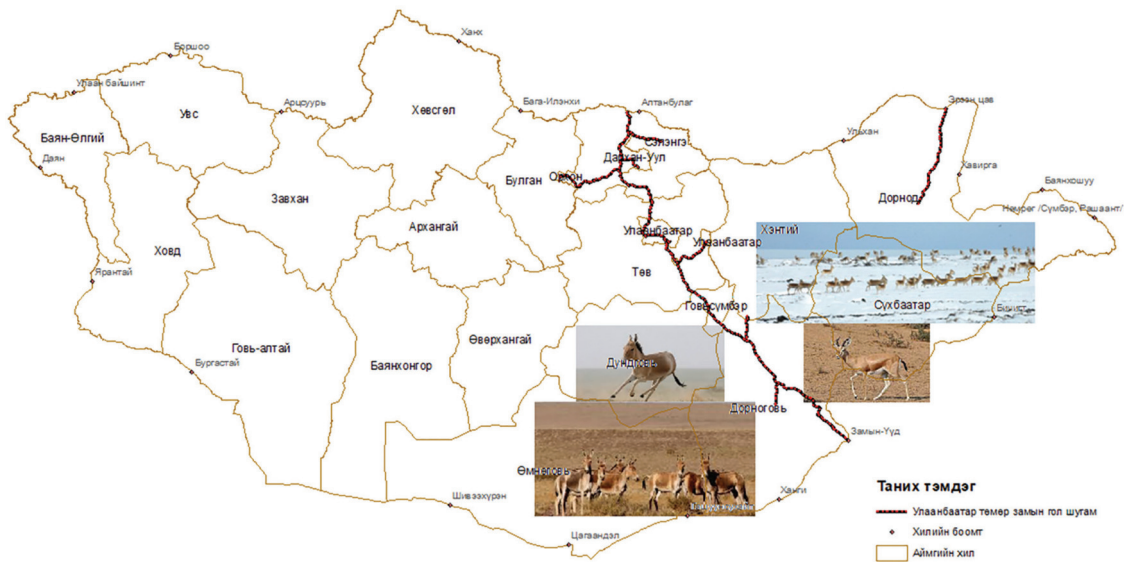 Боршоо
Ханх
Улаан байшинт
Увс
Арцсуурь
Хөвсгөл
Бага-Илэнхи
Алтанбулаг
Эрээн цав
Баян-Өлгий
Сэлэнгэ
Ульхан
Даян
Дархан-Уул
Хавирга
Завхан
Булган
Орхон
Дорнод
Баянхошуу
Нөмрөг /Сүмбэр, Рашаант/
Архангай
Улаанбаатар
Хэнтий
Ховд
Улаанбаатар
Төв
Ярантай
Говьсүмбэр
Сүхбаатар
Бичигт
Говь-алтай
Өвөрхангай
Баянхонгор
Бургастай
Дундговь
Дорноговь
Замын-Үүд
Өмнөговь
Шивээхүрэн
Ханги
Цагаандэл
Таних тэмдэг
Улаанбаатар төмөр замын гол шугам
Хилийн боомт
Аймгийн хил